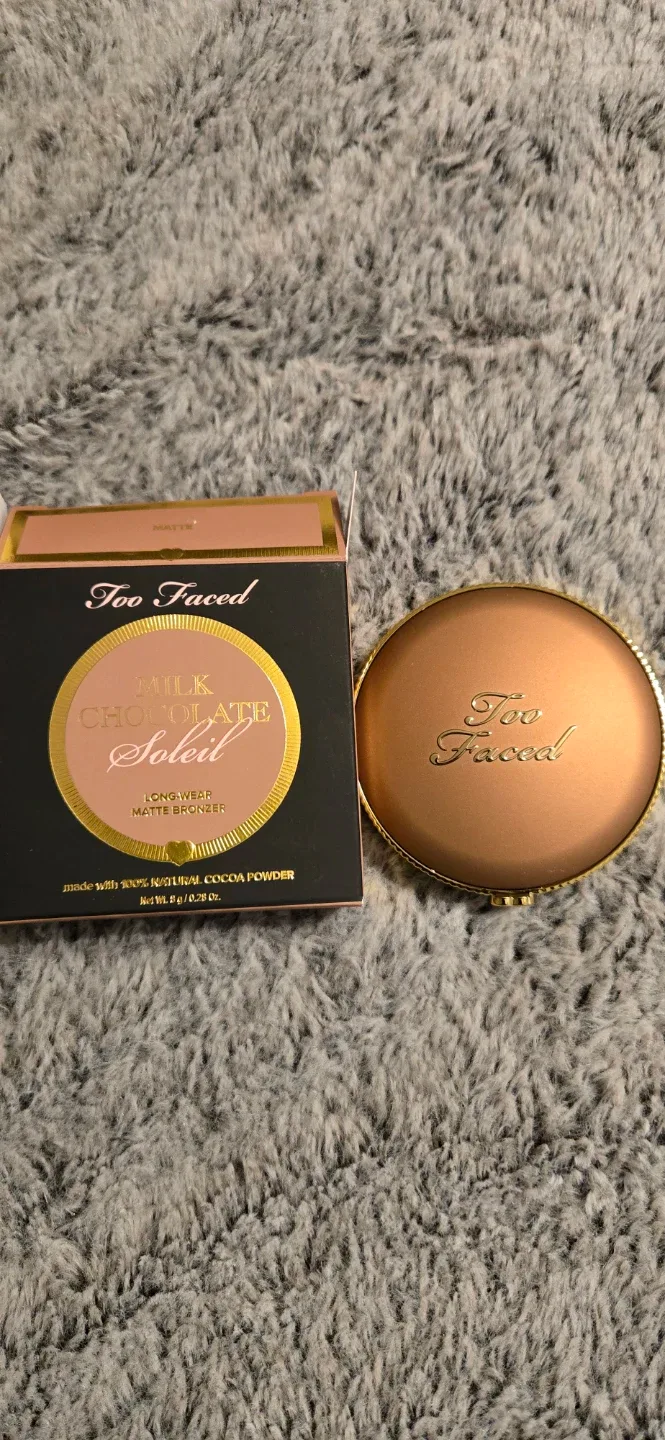 MATTE
Too Faced
MILK
CHOCOLATE
Soleil
LONG-WEAR
MATTE BRONZER
made with 100% NATURAL COCOA POWDER
Net Wt. 8 g / 0.28 Oz.
Too
Faced